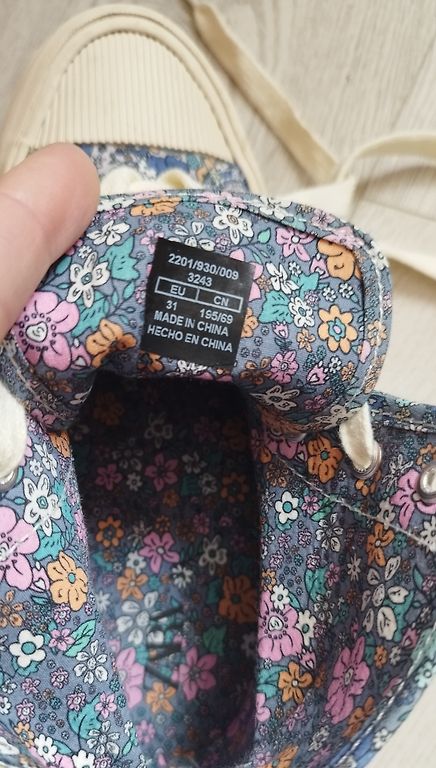 2201/930/009
3243
EU CN
31 195/69
MADE IN CHINA
HECHO EN CHINA